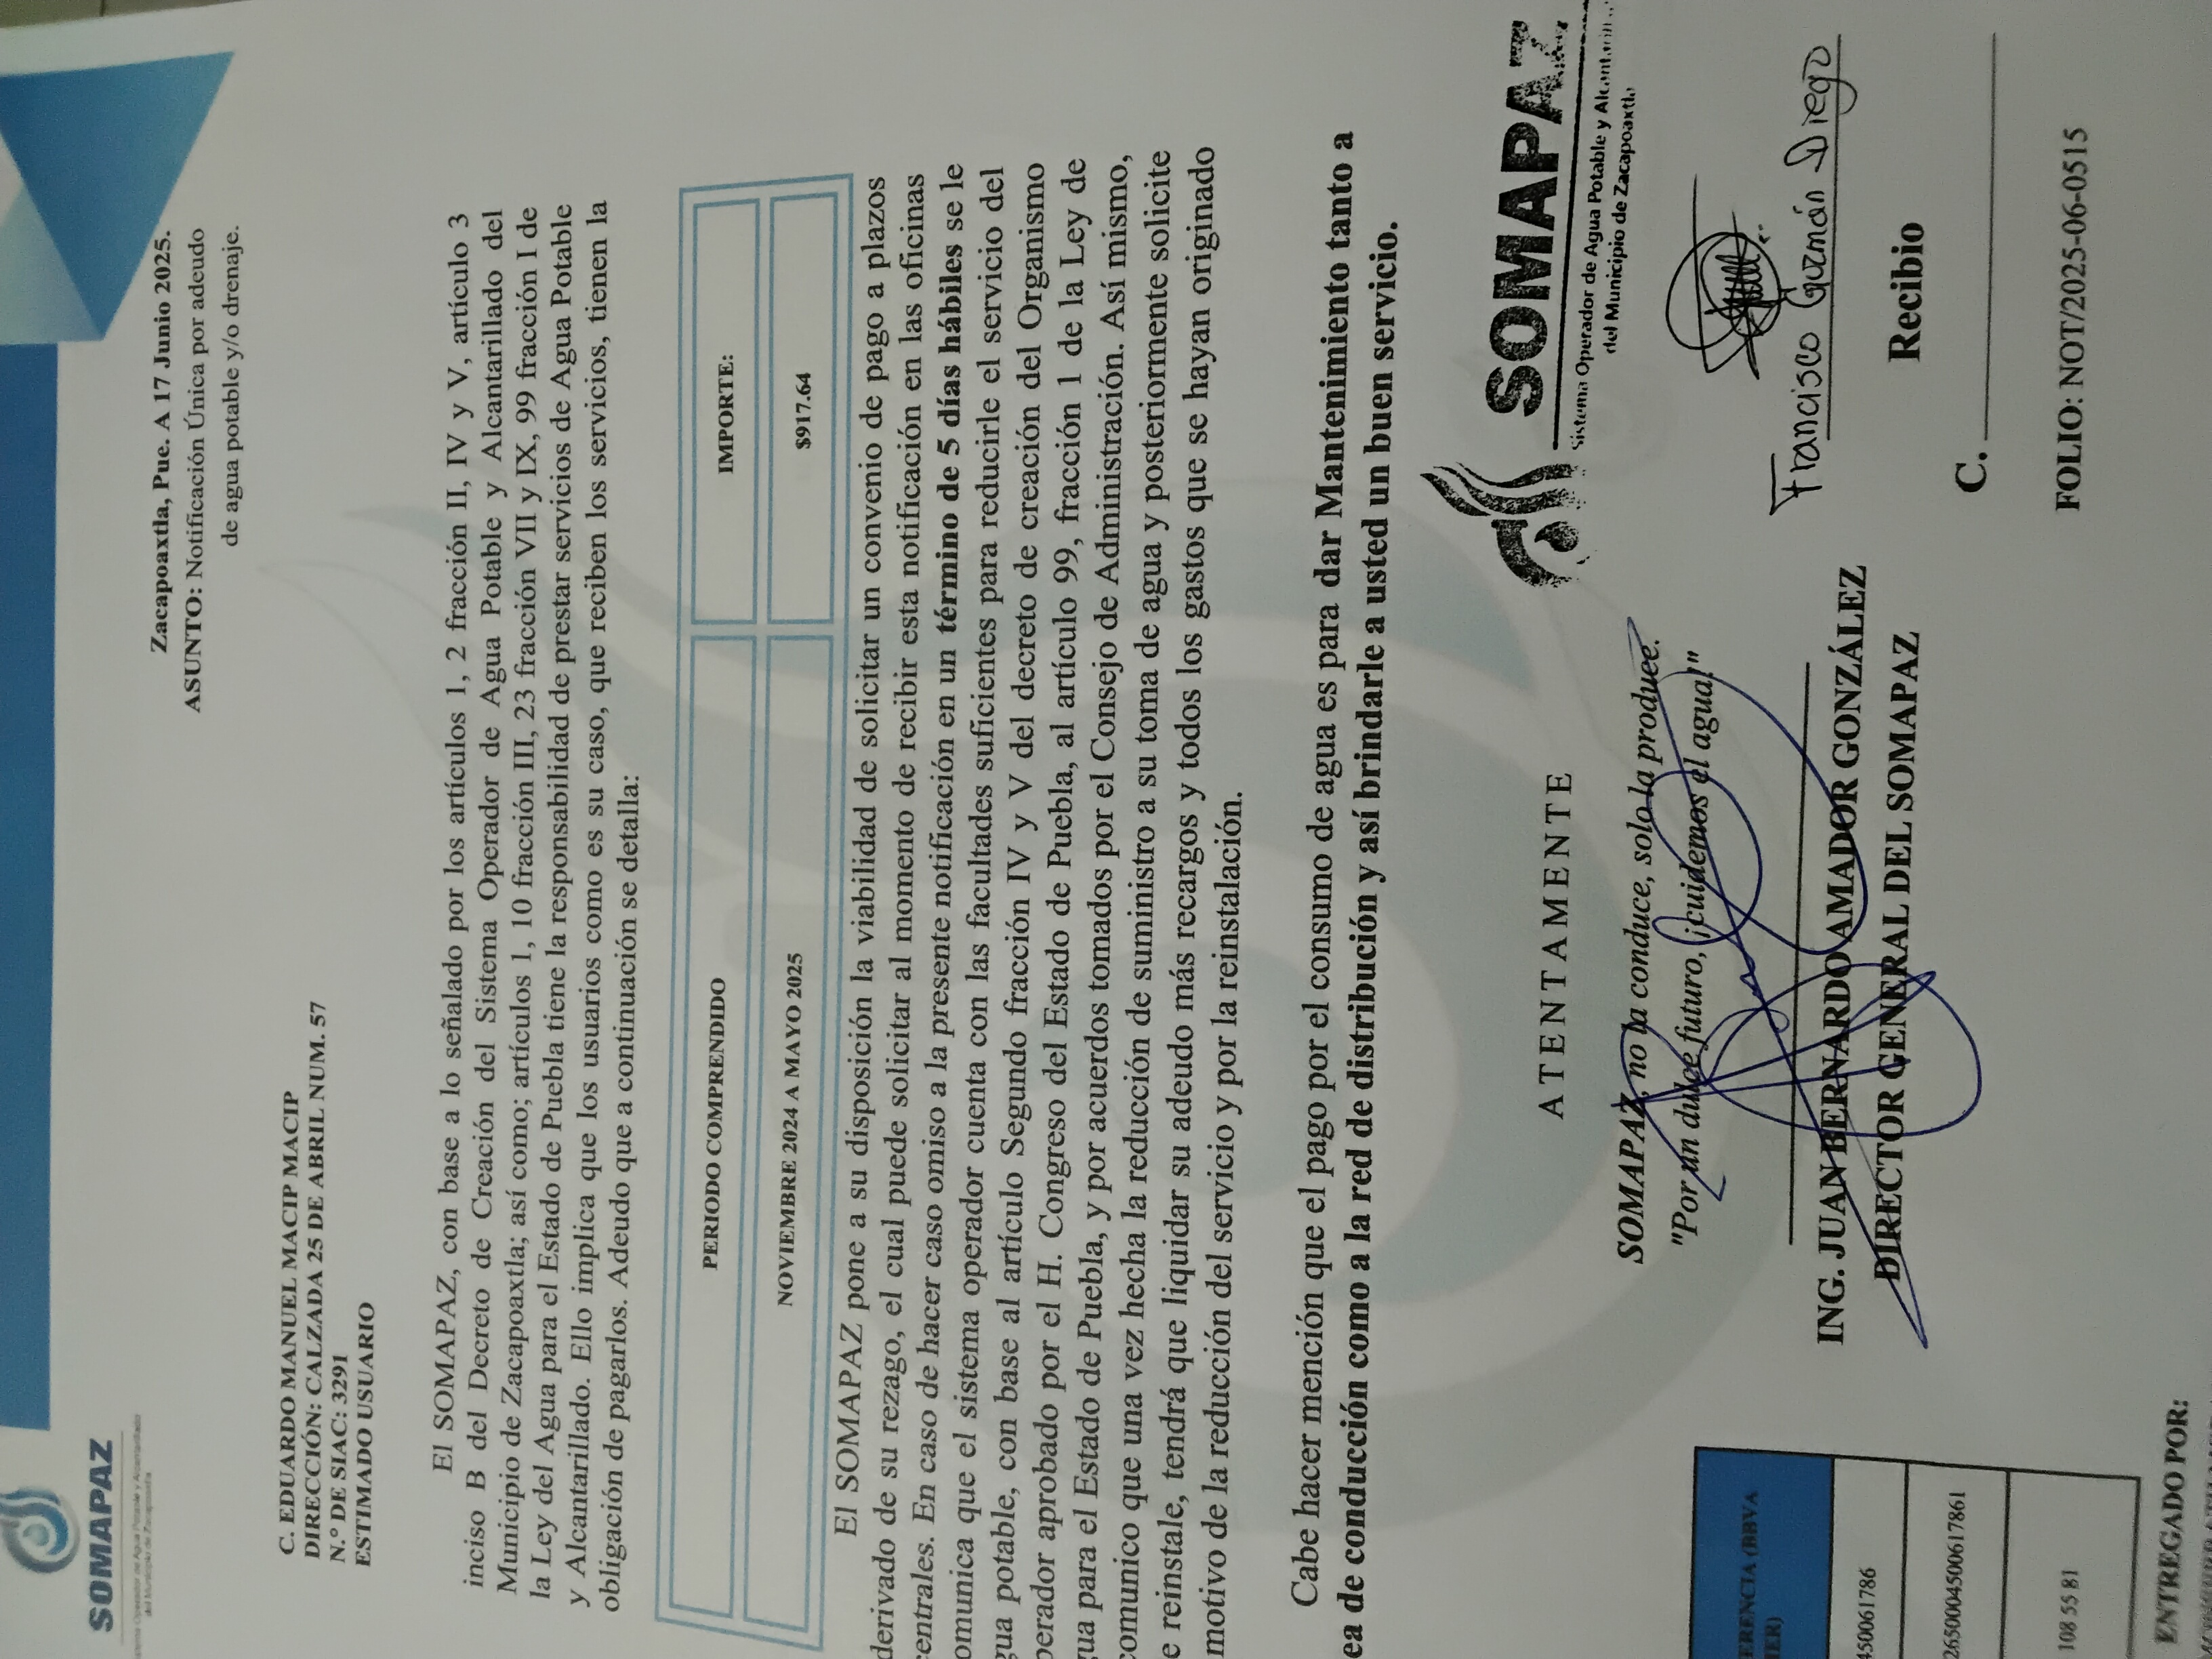 SOMAPAZ
Operador de Agua Potable y Alcantarillado
del Municipio de Zacapoaxtla
Zacapoaxtla, Pue. A 17 Junio 2025.
ASUNTO: Notificación Única por adeudo
de agua potable y/o drenaje.
C. EDUARDO MANUEL MACIP MACIP
DIRECCIÓN: CALZADA 25 DE ABRIL NUM. 57
N.º DE SIAC: 3291
ESTIMADO USUARIO
El SOMAPAZ, con base a lo señalado por los artículos 1, 2 fracción II, IV y V, artículo 3
inciso B del Decreto de Creación del Sistema Operador de Agua Potable y Alcantarillado del
Municipio de Zacapoaxtla; así como; artículos 1, 10 fracción III, 23 fracción VII y IX, 99 fracción I de
la Ley del Agua para el Estado de Puebla tiene la responsabilidad de prestar servicios de Agua Potable
y Alcantarillado. Ello implica que los usuarios como es su caso, que reciben los servicios, tienen la
obligación de pagarlos. Adeudo que a continuación se detalla:
PERIODO COMPRENDIDO
IMPORTE:
NOVIEMBRE 2024 A MAYO 2025
$917.64
El SOMAPAZ pone a su disposición la viabilidad de solicitar un convenio de pago a plazos
derivado de su rezago, el cual puede solicitar al momento de recibir esta notificación en las oficinas
centrales. En caso de hacer caso omiso a la presente notificación en un término de 5 días hábiles se le
omunica que el sistema operador cuenta con las facultades suficientes para reducirle el servicio del
gua potable, con base al artículo Segundo fracción IV y V del decreto de creación del Organismo
perador aprobado por el H. Congreso del Estado de Puebla, al artículo 99, fracción 1 de la Ley de
gua para el Estado de Puebla, y por acuerdos tomados por el Consejo de Administración. Así mismo,
comunico que una vez hecha la reducción de suministro a su toma de agua y posteriormente solicite
e reinstale, tendrá que liquidar su adeudo más recargos y todos los gastos que se hayan originado
motivo de la reducción del servicio y por la reinstalación.
Cabe hacer mención que el pago por el consumo de agua es para dar Mantenimiento tanto a
ea de conducción como a la red de distribución y así brindarle a usted un buen servicio.
SOMAPAZ
Sistema Operador de Agua Potable y Alcantarill
del Municipio de Zacapoaxtla
ATENTAMENTE
SOMAPAZ, no la conduce, solo la produce.
"Por un dulce futuro, ¡cuidemos el agua!"
ING. JUAN BERNARDO AMADOR GONZÁLEZ
DIRECTOR GENERAL DEL SOMAPAZ
Francisco Guzmán Diego
Recibio
C.
FOLIO: NOT/2025-06-0515
ERENCIA (BBVA
ER)
450061786
2650004500617861
108 55 81
ENTREGADO POR: